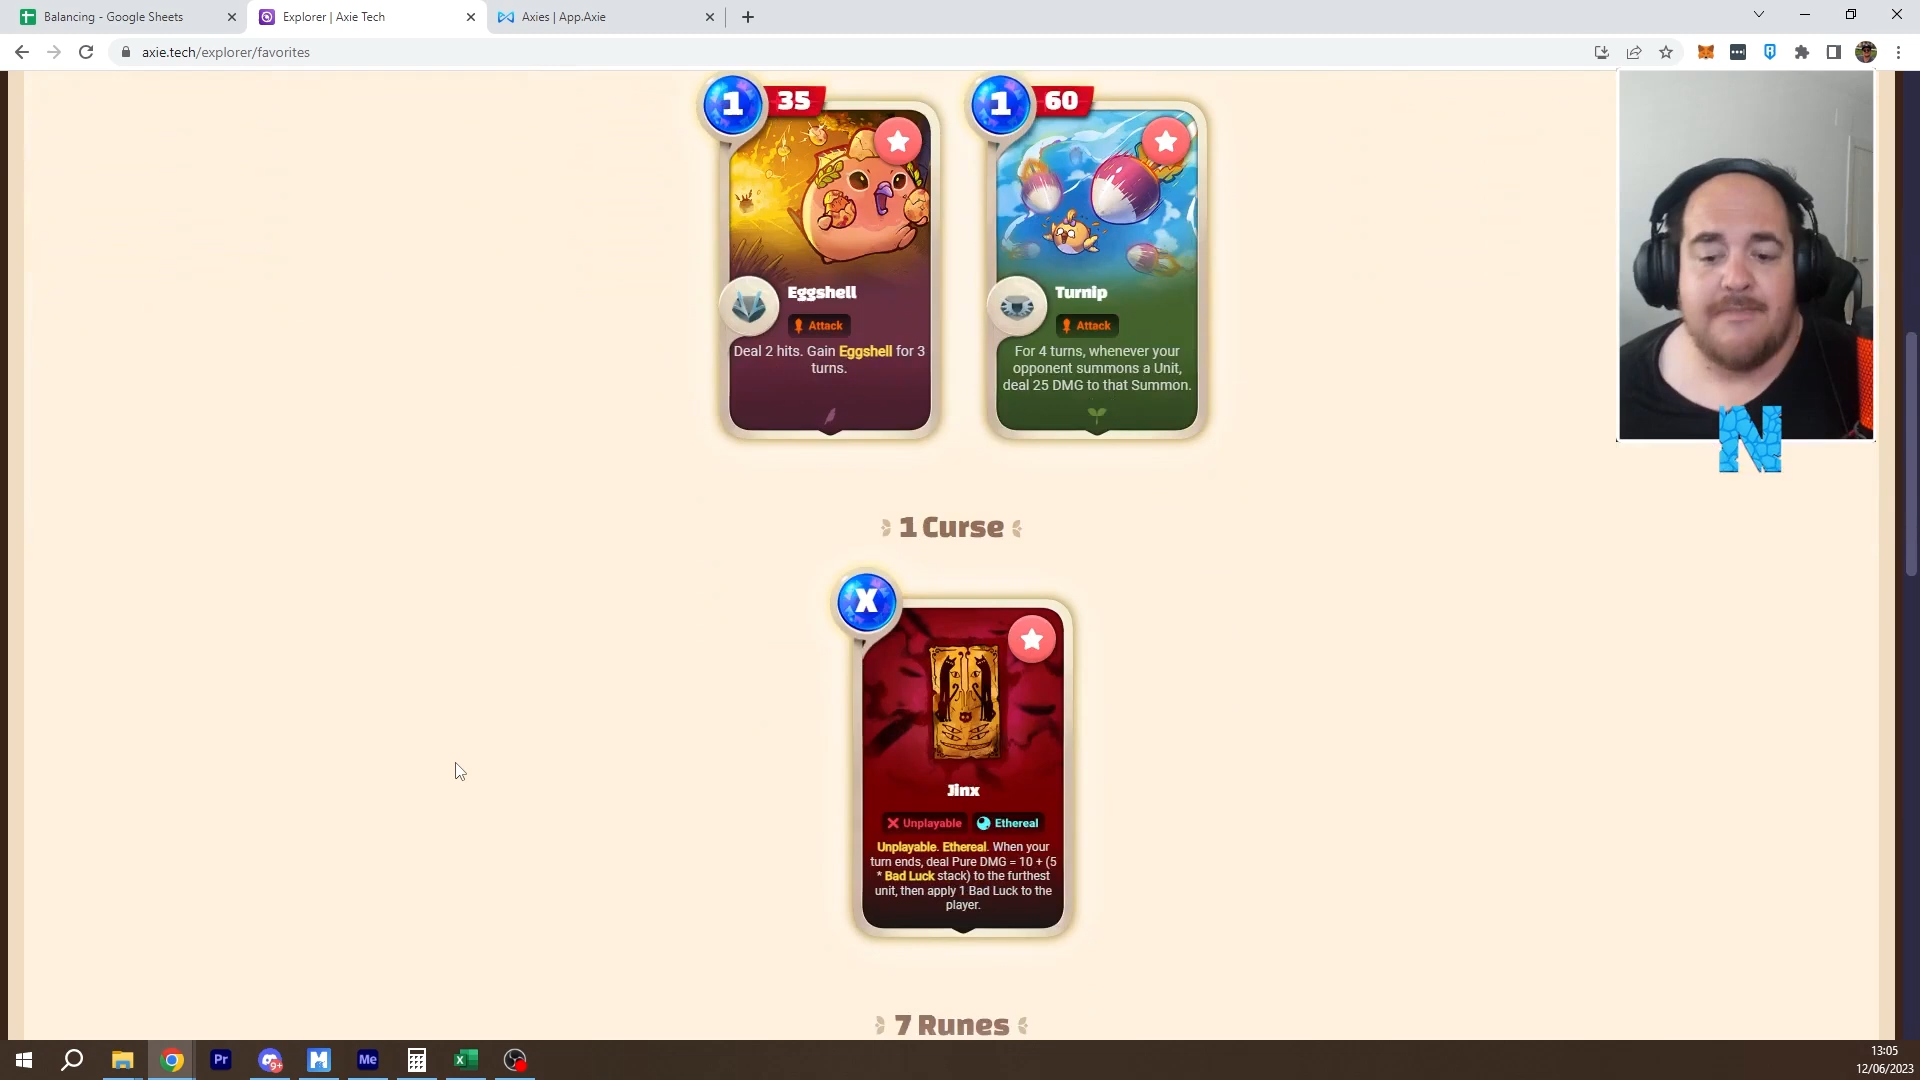 Balancing - Google Sheets
Explorer | Axie Tech
Axies | App.Axie
axie.tech/explorer/favorites
1
35
Eggshell
Attack
Deal 2 hits. Gain Eggshell for 3
turns.
1
60
Turnip
Attack
For 4 turns, whenever your
opponent summons a Unit,
deal 25 DMG to that Summon.
N
1 Curse
X
Jinx
Unplayable
Ethereal
Unplayable. Ethereal. When your
turn ends, deal Pure DMG = 10 + (5
* Bad Luck stack) to the furthest
unit, then apply 1 Bad Luck to the
player.
7 Runes
Pr
9+
M
Me
X
13:05
12/06/2023